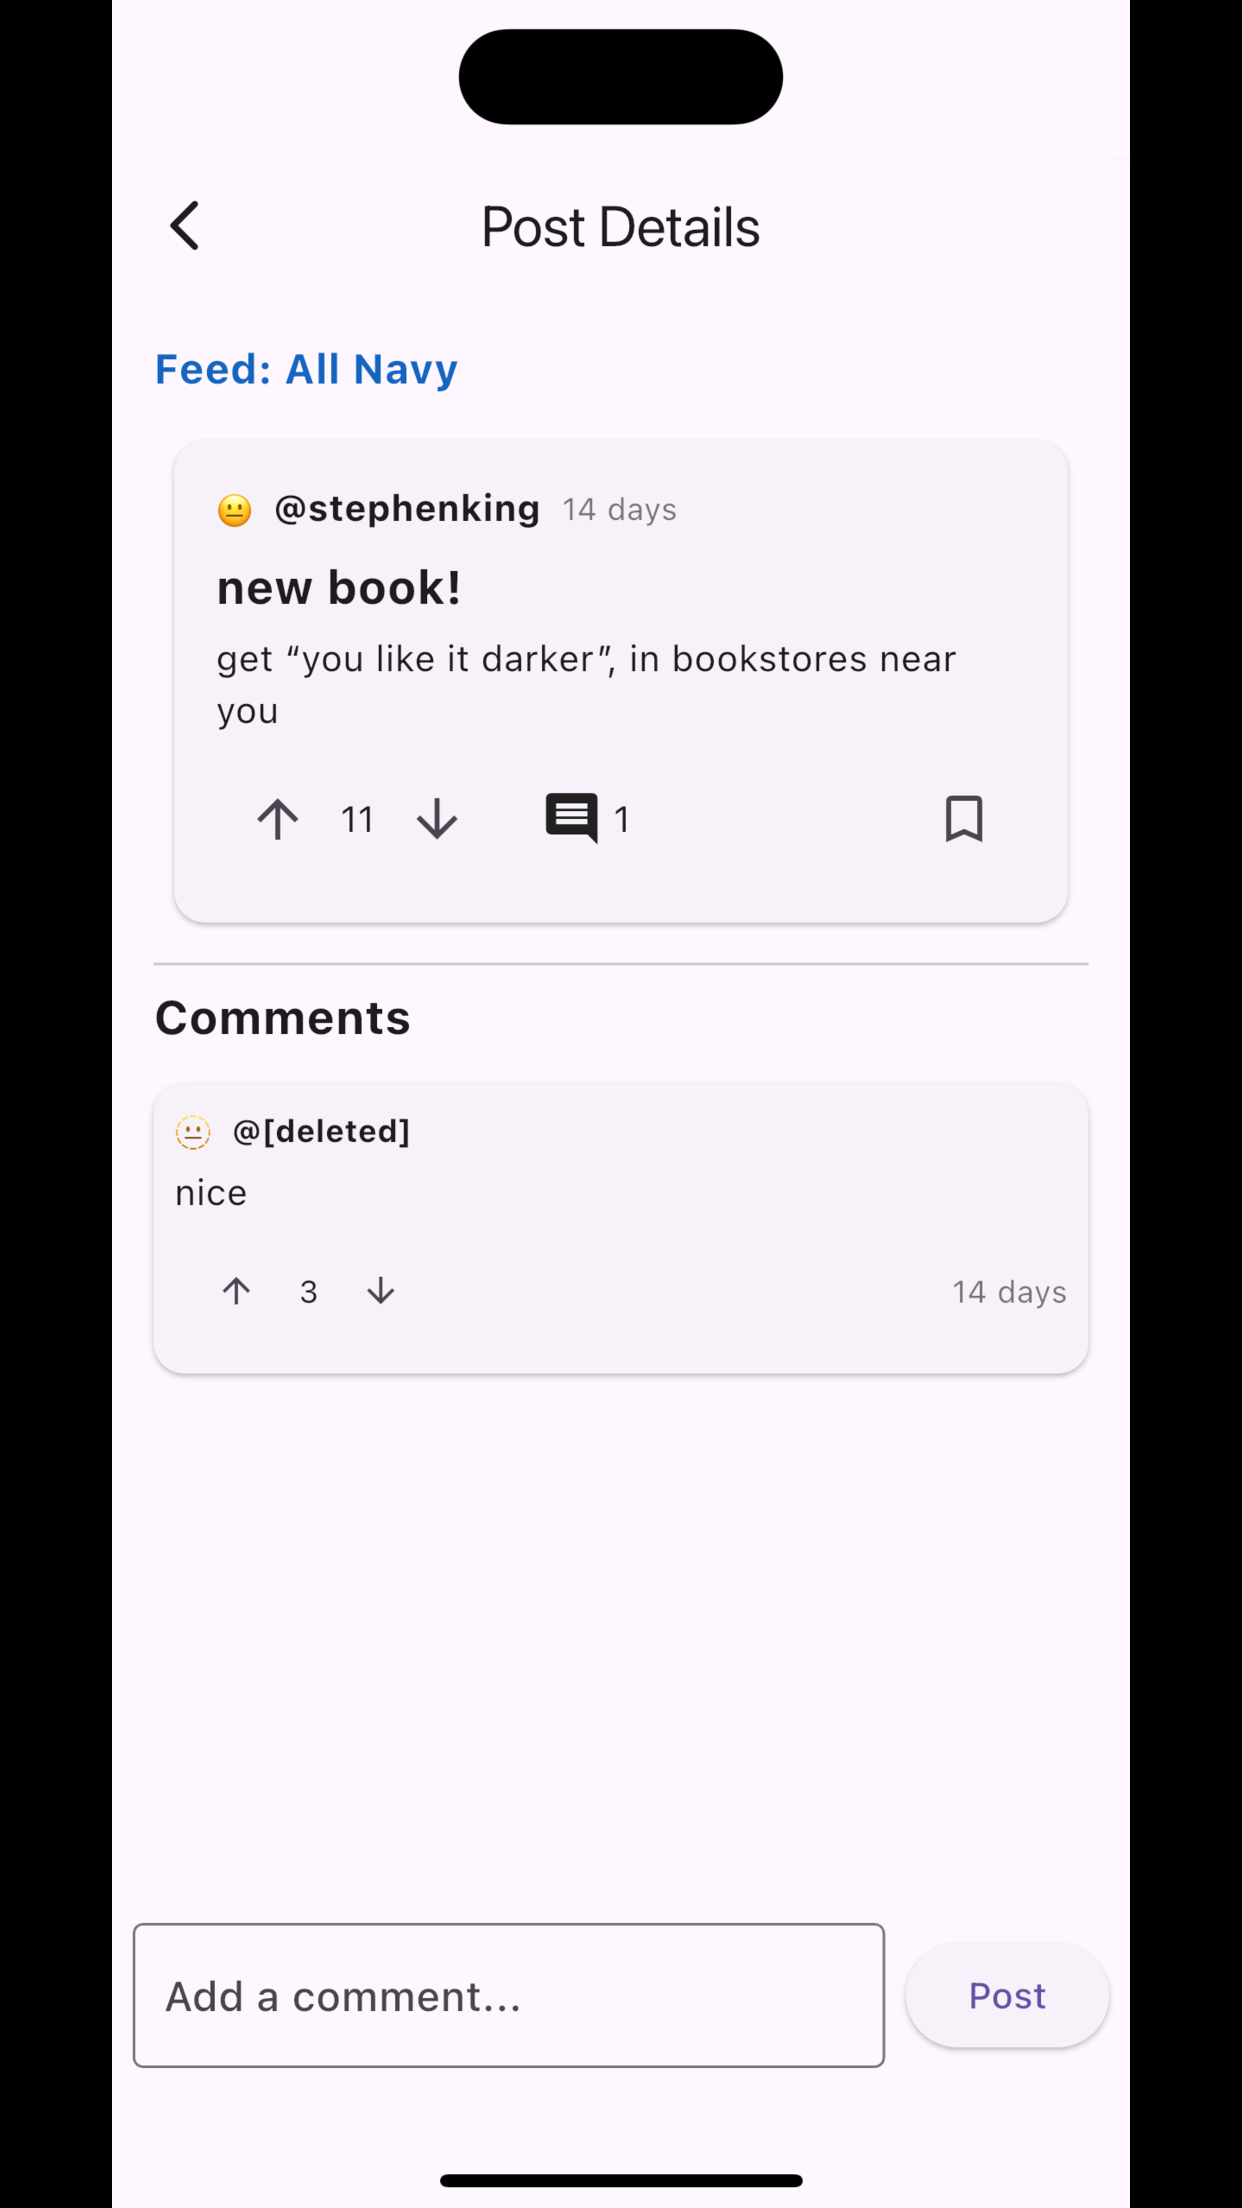 Post Details
Feed: All Navy
@stephenking 14 days
new book!
get “you like it darker”, in bookstores near
you
11 1
Comments
@[deleted]
nice
3 14 days
Add a comment... Post